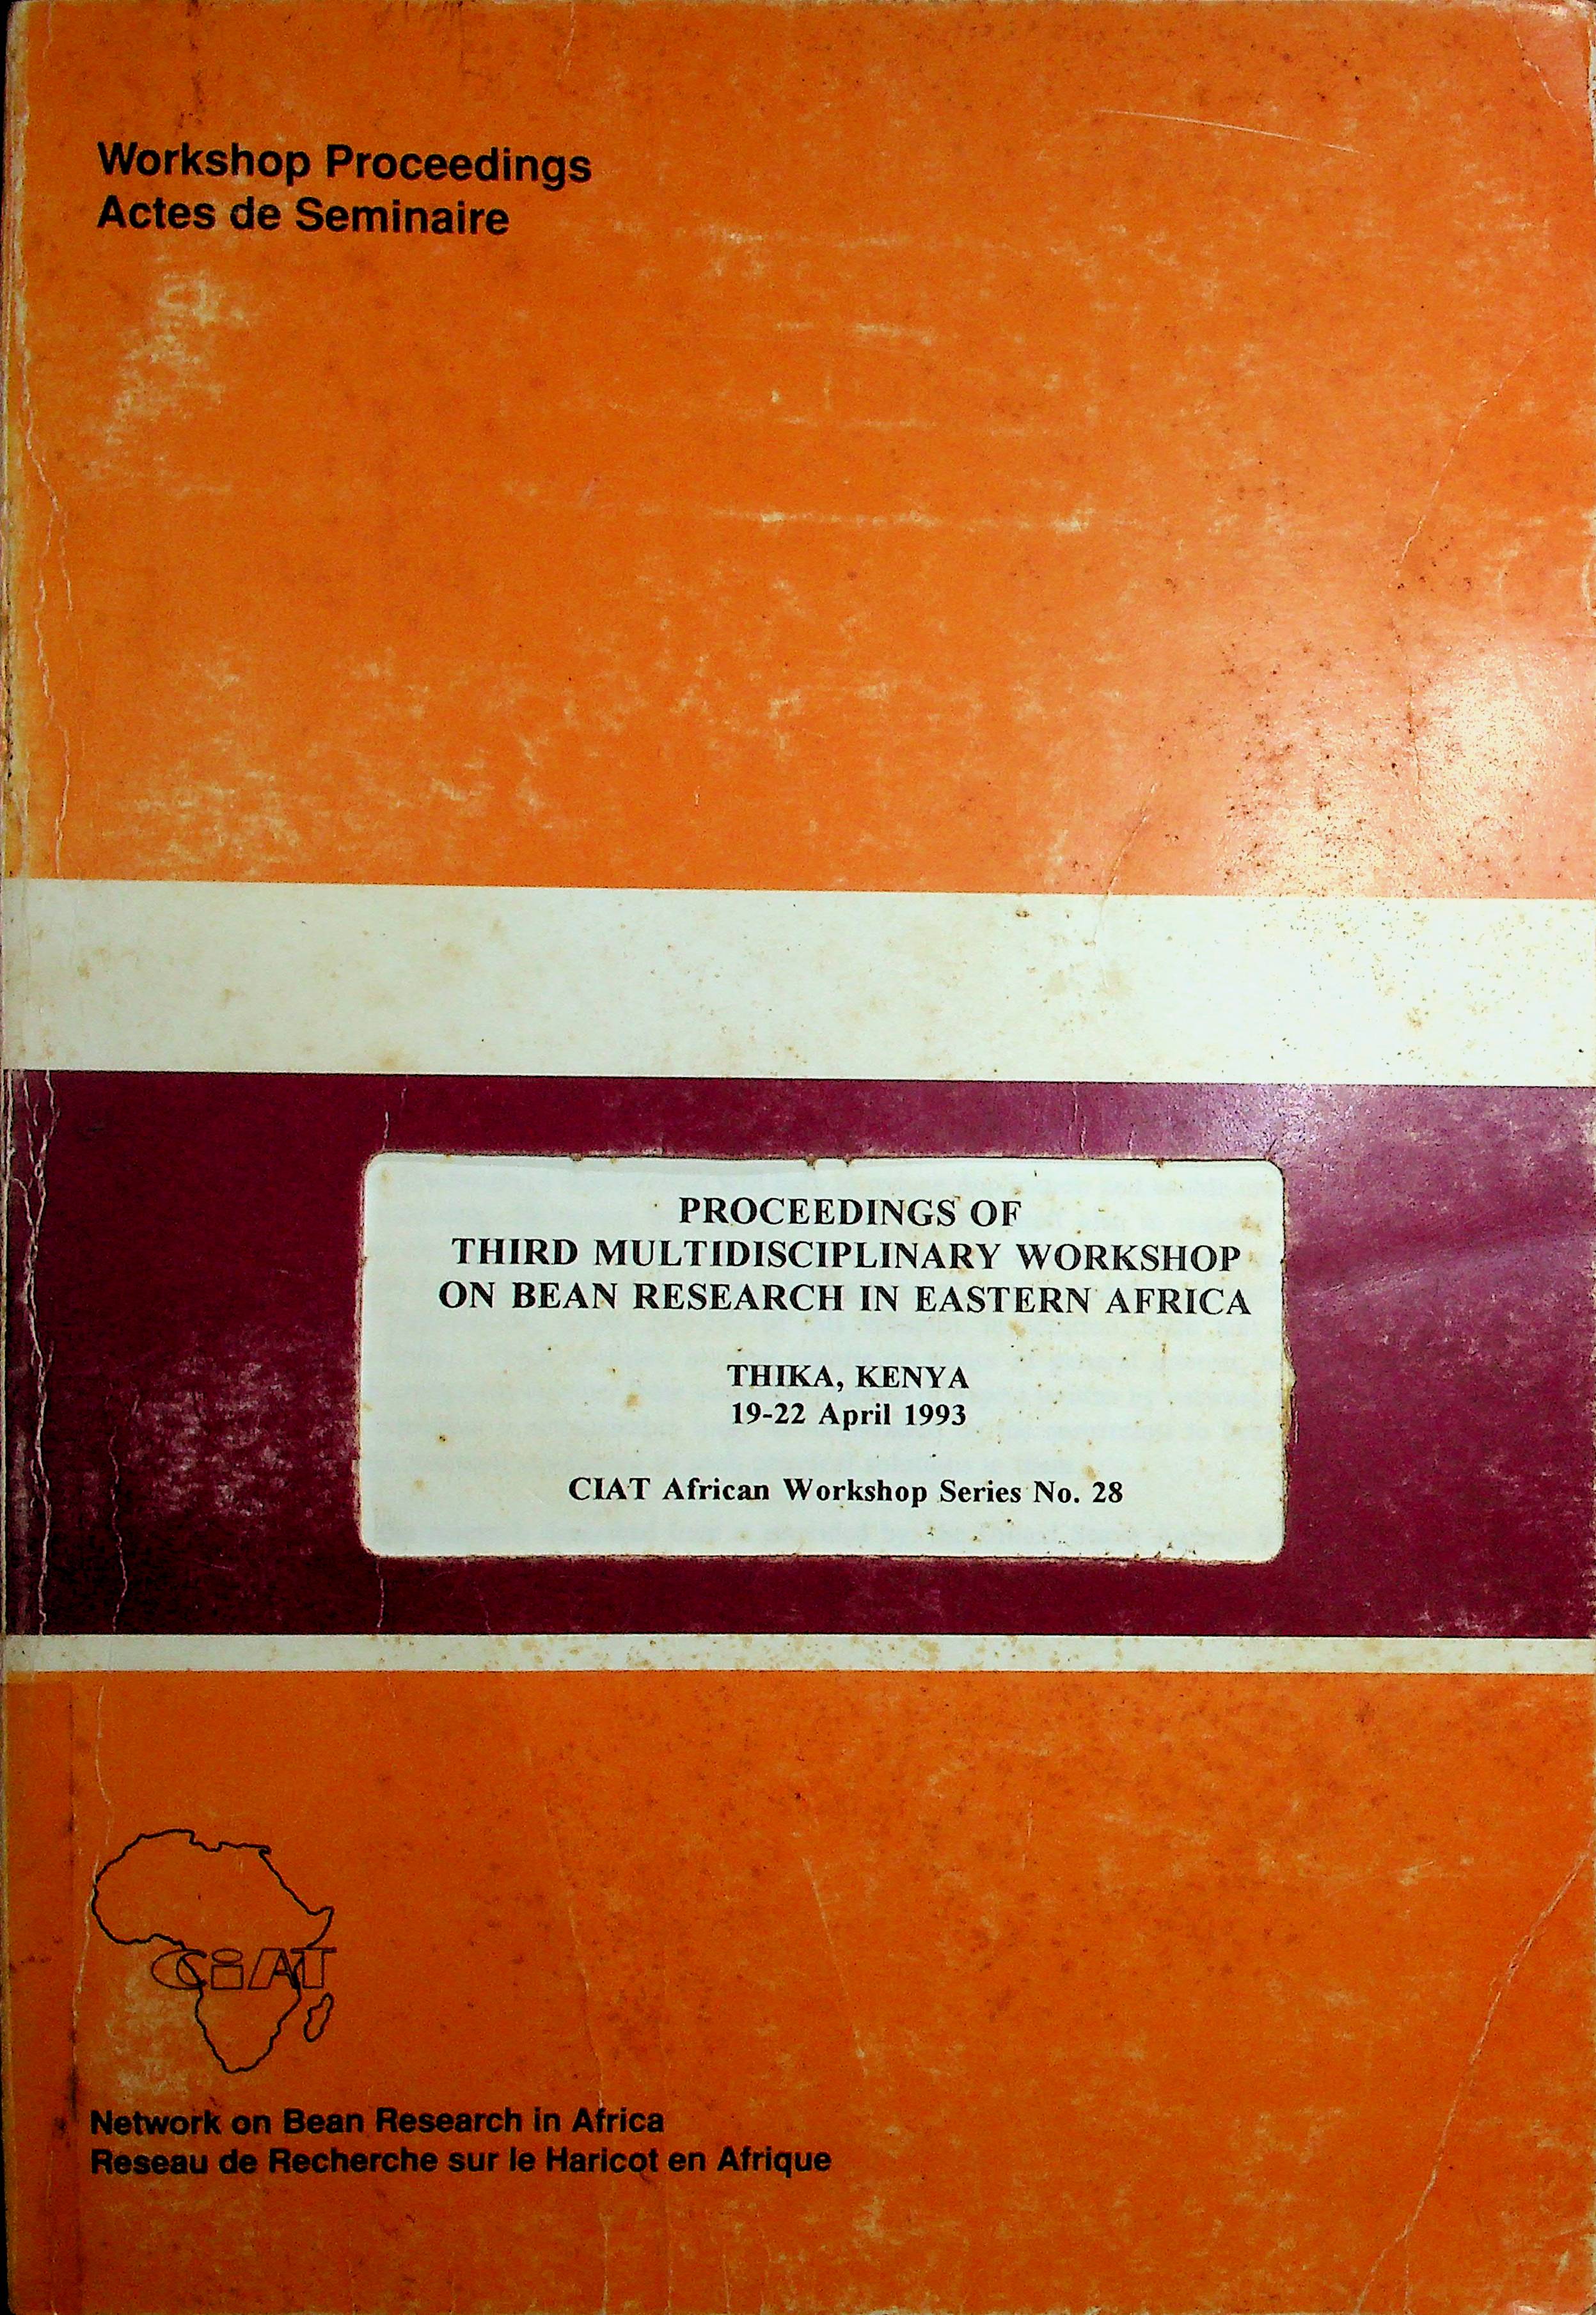 Workshop Proceedings
Actes de Seminaire
PROCEEDINGS OF
THIRD MULTIDISCIPLINARY WORKSHOP
ON BEAN RESEARCH IN EASTERN AFRICA
THIKA, KENYA
19-22 April 1993
CIAT African Workshop Series No. 28
CIAT
Network on Bean Research in Africa
Reseau de Recherche sur le Haricot en Afrique